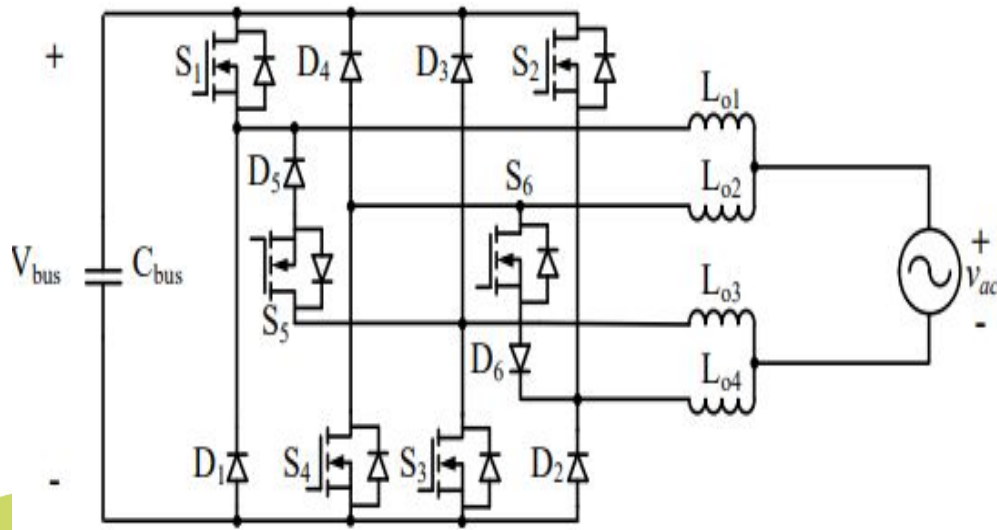 +
S1
D4
D3
S2
Lo1
D5
S6
Lo2
Vbus
Cbus
+
vac
-
S5
Lo3
D6
Lo4
-
D1
S4
S3
D2